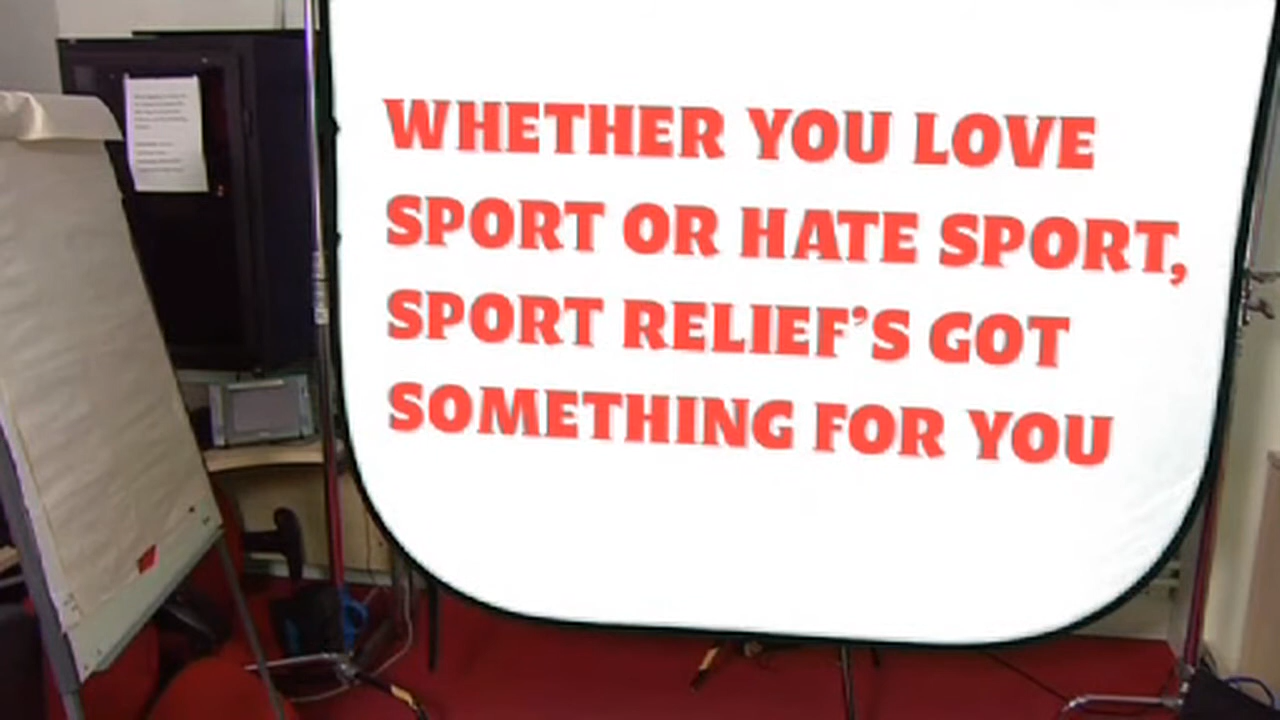 WHETHER YOU LOVE
SPORT OR HATE SPORT,
SPORT RELIEF'S GOT
SOMETHING FOR YOU